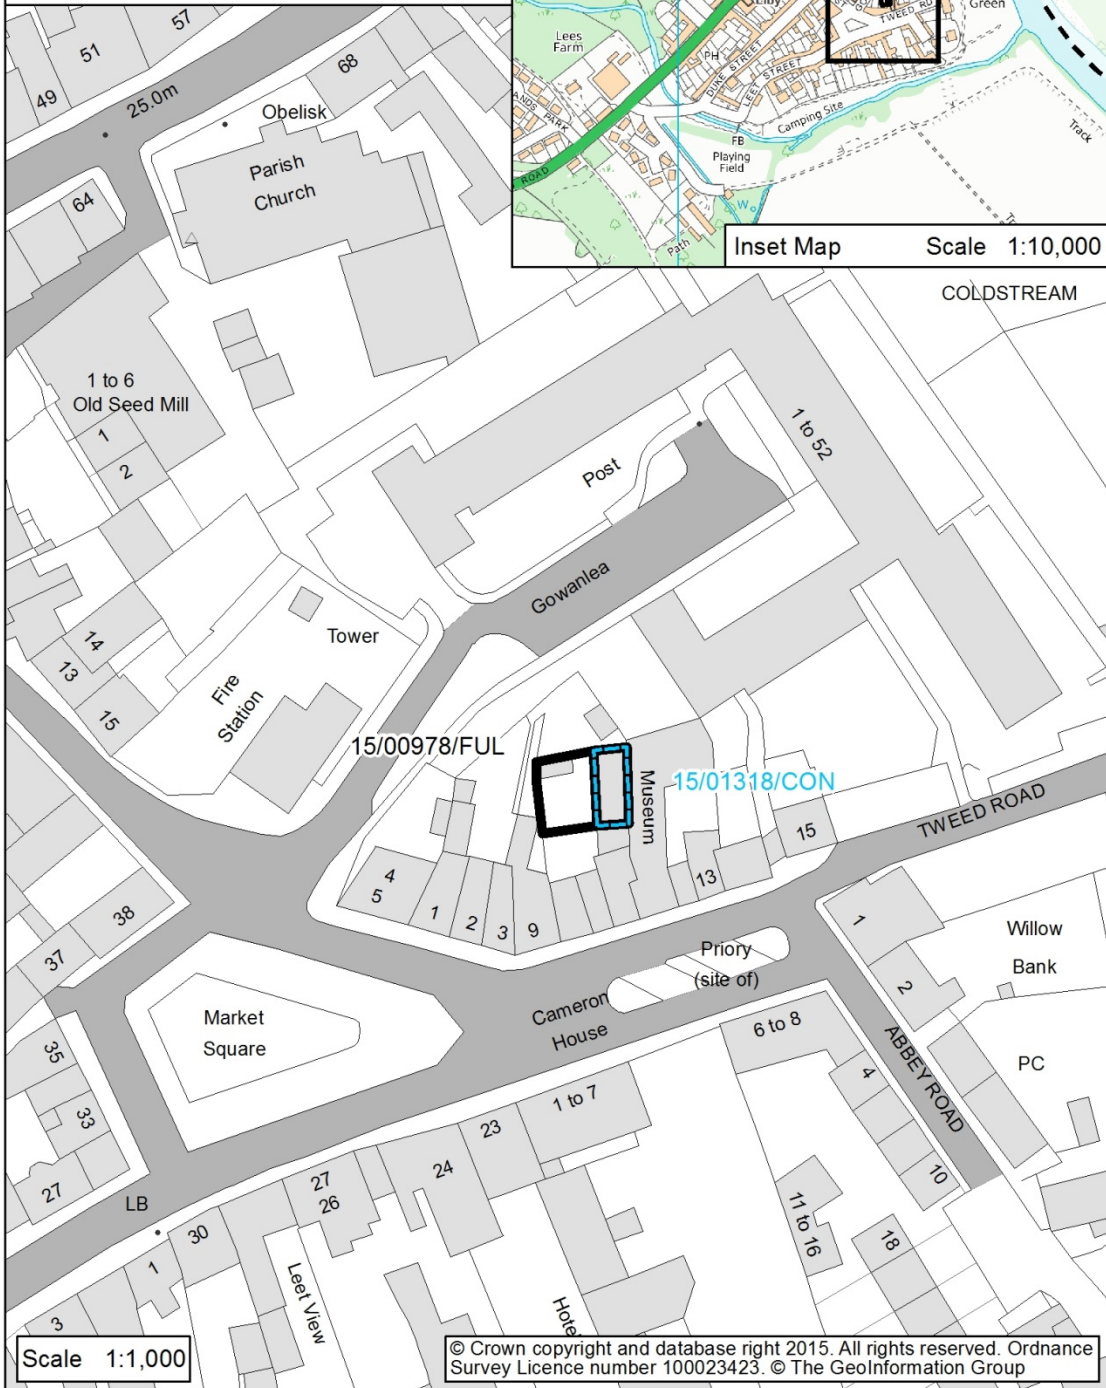 57
51
49
25.0m
68
Obelisk
Parish
Church
64
Lees
Farm
PH
DUKE STREET
LEET STREET
TWEED RD
Green
ANDS PARK
Camping Site
FB
Playing
Field
Track
ROAD
Path
Inset Map Scale 1:10,000
COLDSTREAM
1 to 6
Old Seed Mill
1
2
1 to 52
Post
Gowanlea
Tower
Fire
Station
14
13
15
15/00978/FUL
15/01318/CON
Museum
TWEED ROAD
15
13
4
5
1
2
3
9
38
37
Priory
(site of)
Cameron
House
Market
Square
1
2
Willow
Bank
6 to 8
ABBEY ROAD
PC
4
10
35
33
27
1 to 7
23
24
27
26
LB
30
1
3
Leet View
Hotel
11 to 16
18
Scale 1:1,000
© Crown copyright and database right 2015. All rights reserved. Ordnance
Survey Licence number 100023423. © The GeoInformation Group